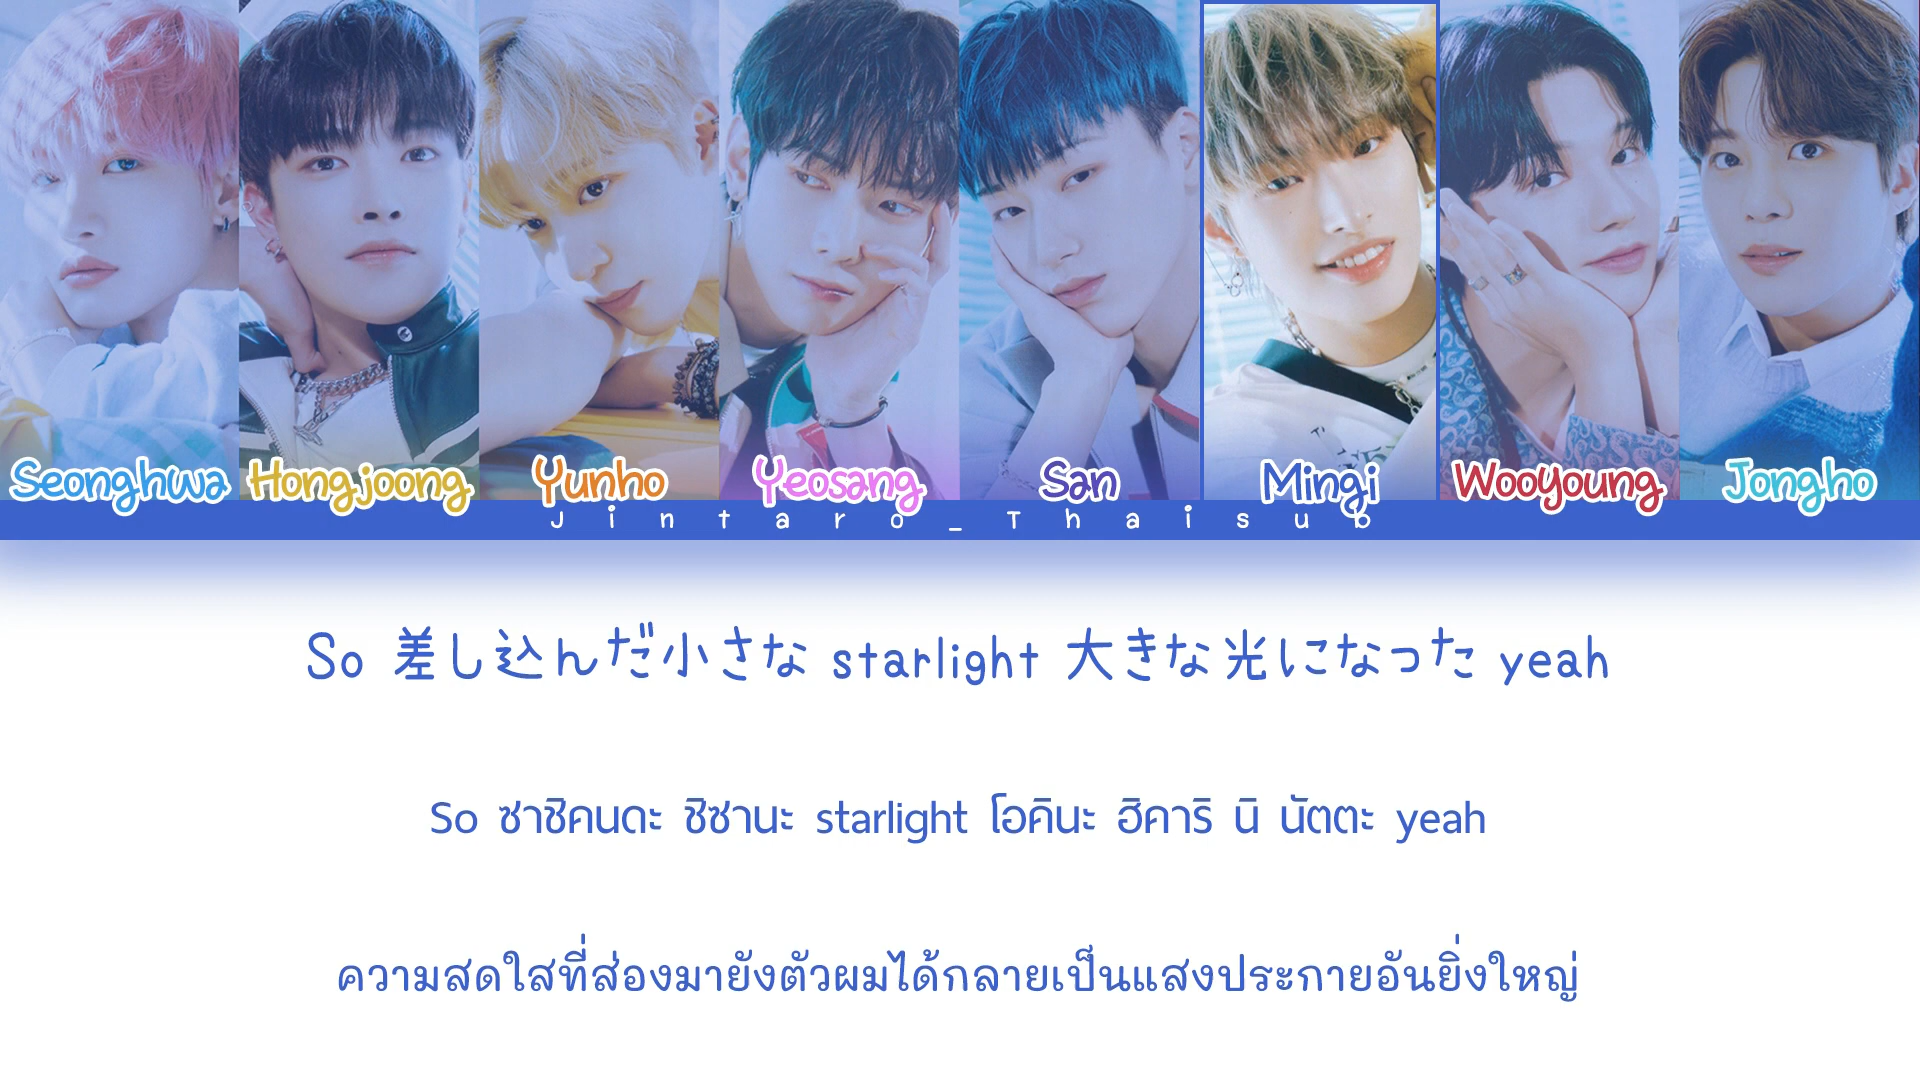 Seonghwa Hongjoong Yunho Yeosang San Mingi Wooyoung Jongho
Jintaro_Thaisub
So 差し込んだ小さな starlight 大きな光になった yeah
So ซาชิคนดะ ชิซานะ starlight โอคินะ ฮิคาริ นิ นัตตะ yeah
ความสดใสที่ส่องมายังตัวผมได้กลายเป็นแสงประกายอันยิ่งใหญ่